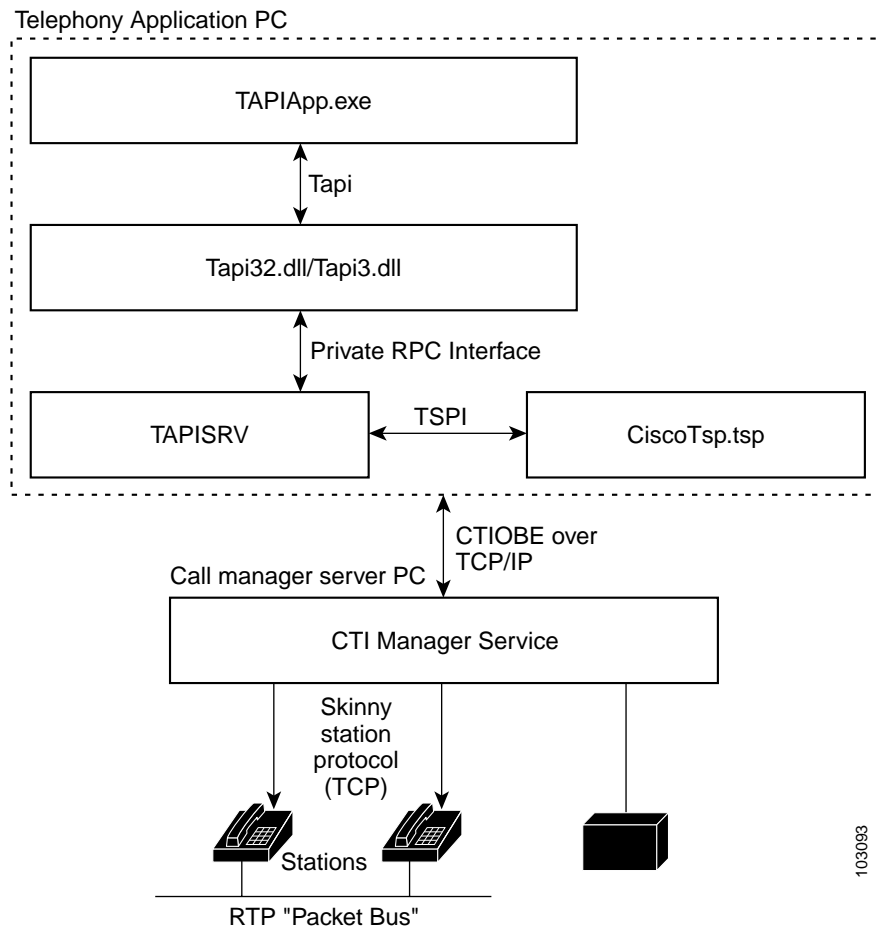 Telephony Application PC
TAPIApp.exe
Tapi
Tapi32.dll/Tapi3.dll
Private RPC Interface
TAPISRV
TSPI
CiscoTsp.tsp
CTIOBE over
TCP/IP
Call manager server PC
CTI Manager Service
Skinny
station
protocol
(TCP)
Stations
RTP "Packet Bus"
103093